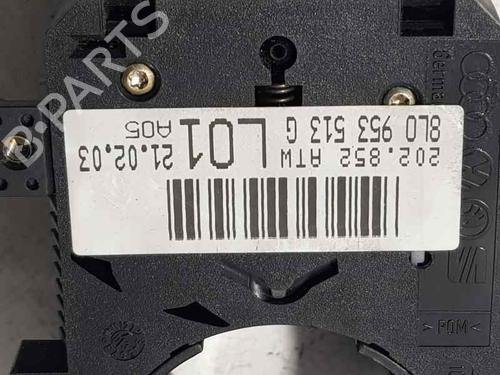 8L0 953 513 G
202.852 ATW
L01
A05
21.02.03
B-PARTS
>POM<